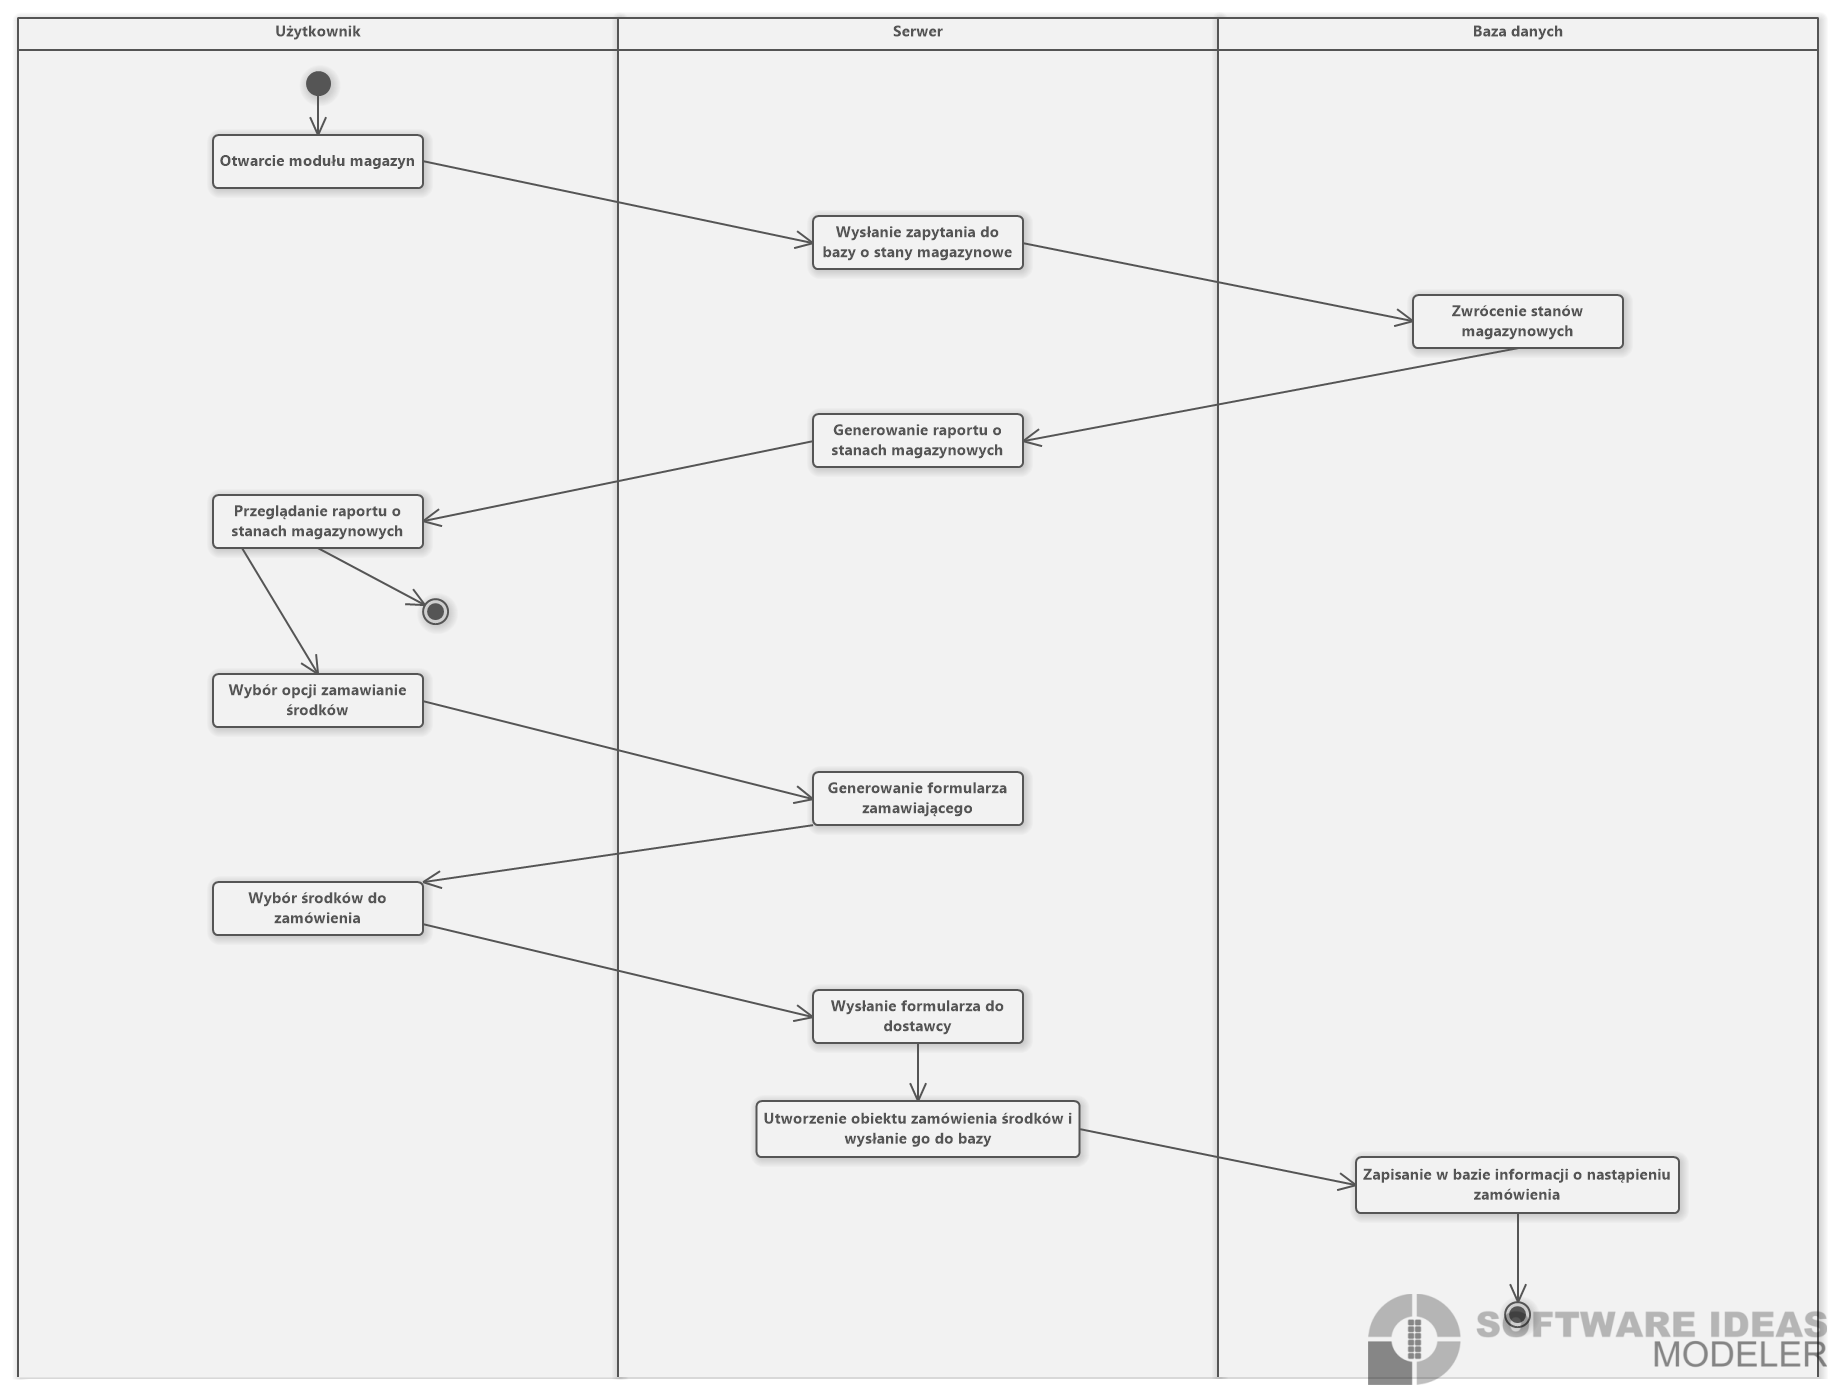 Użytkownik
Serwer
Baza danych
Otwarcie modułu magazyn
Wysłanie zapytania do
bazy o stany magazynowe
Zwrócenie stanów
magazynowych
Generowanie raportu o
stanach magazynowych
Przeglądanie raportu o
stanach magazynowych
Wybór opcji zamawianie
środków
Generowanie formularza
zamawiającego
Wybór środków do
zamówienia
Wysłanie formularza do
dostawcy
Utworzenie obiektu zamówienia środków i
wysłanie go do bazy
Zapisanie w bazie informacji o nastąpieniu
zamówienia
SOFTWARE IDEAS
MODELER